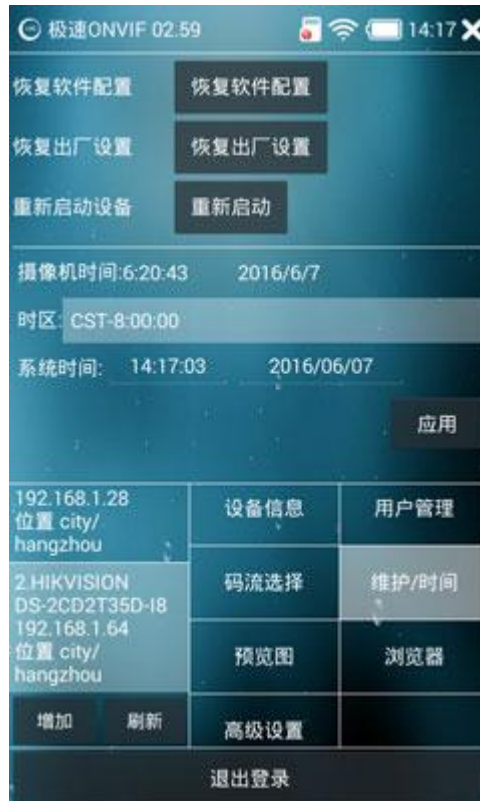 极速ONVIF 02.59 14:17
恢复软件配置 恢复软件配置
恢复出厂设置 恢复出厂设置
重新启动设备 重新启动
摄像机时间:6:20:43 2016/6/7
时区: CST-8:00:00
系统时间: 14:17:03 2016/06/07
应用
192.168.1.28
位置 city/
hangzhou
2.HIKVISION
DS-2CD2T35D-I8
192.168.1.64
位置 city/
hangzhou
增加 刷新
设备信息 用户管理
码流选择 维护/时间
预览图 浏览器
高级设置
退出登录